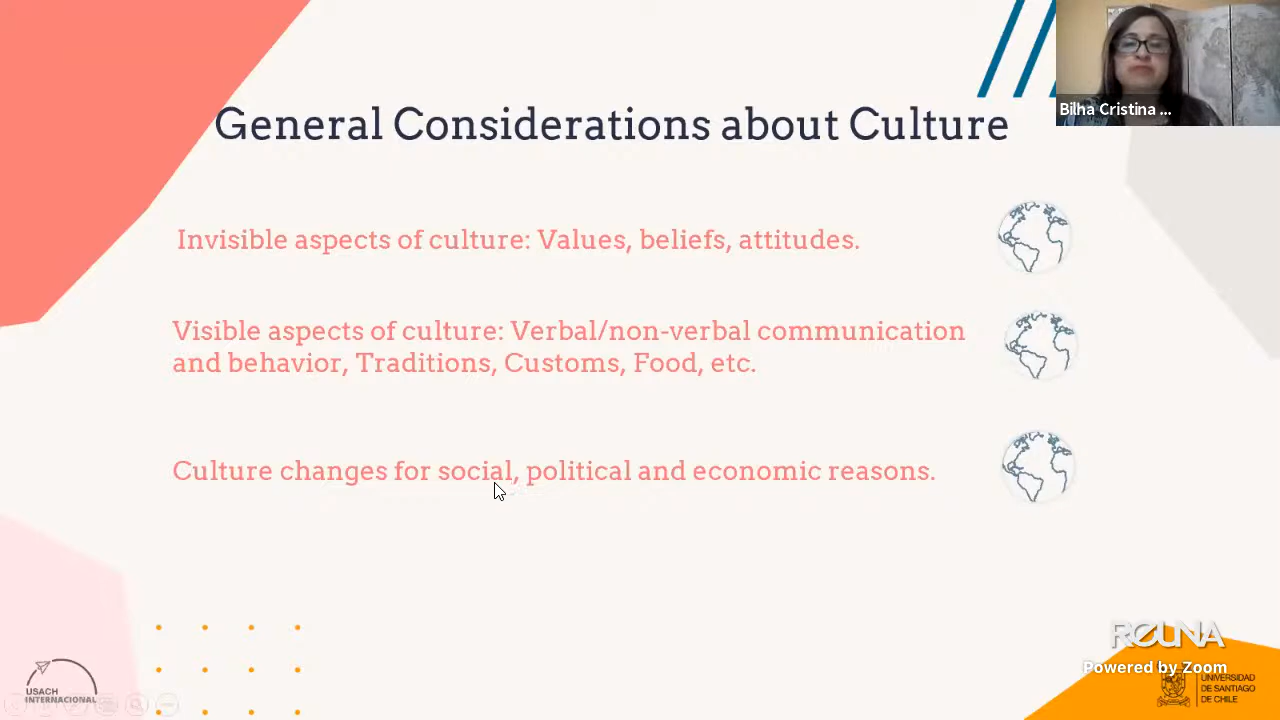 General Considerations about Culture
Bilha Cristina ...
Invisible aspects of culture: Values, beliefs, attitudes.
Visible aspects of culture: Verbal/non-verbal communication
and behavior, Traditions, Customs, Food, etc.
Culture changes for social, political and economic reasons.
REUNA
Powered by Zoom
USACH
INTERNACIONAL
UNIVERSIDAD
DE SANTIAGO
DE CHILE